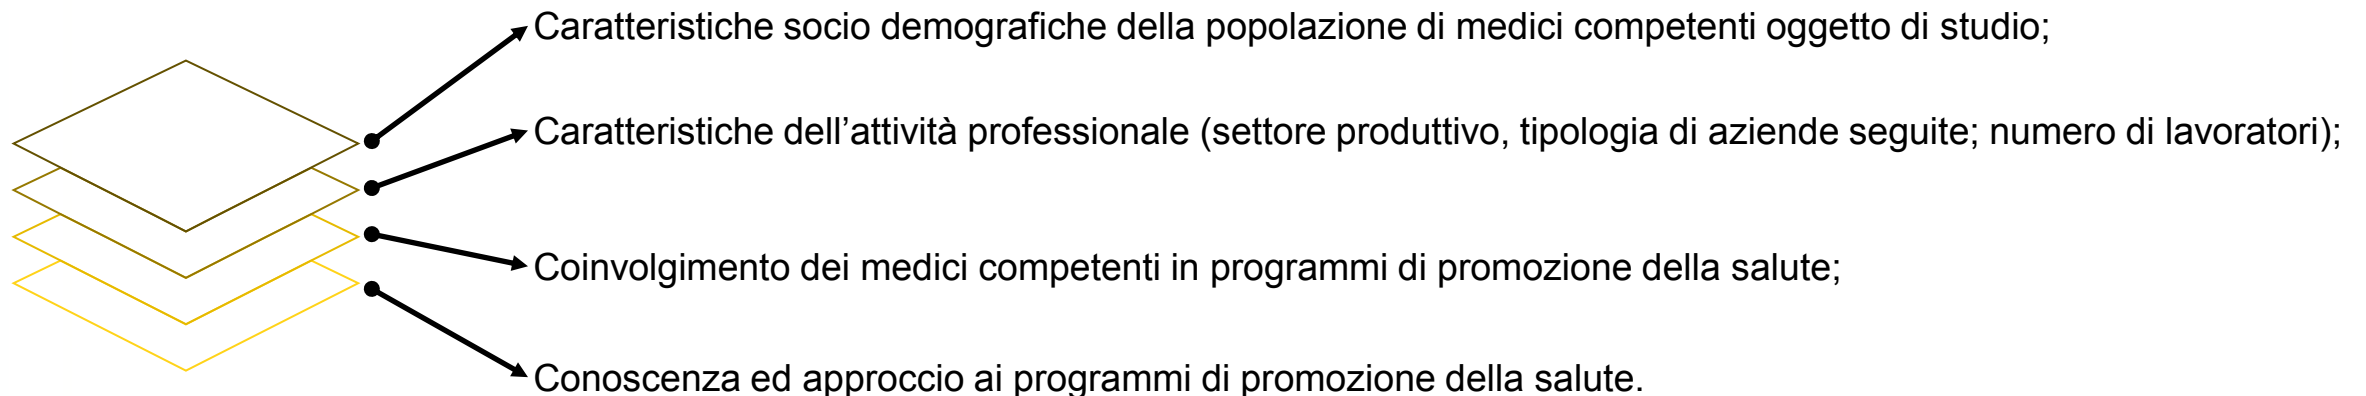 Caratteristiche socio demografiche della popolazione di medici competenti oggetto di studio;
Caratteristiche dell’attività professionale (settore produttivo, tipologia di aziende seguite; numero di lavoratori);
Coinvolgimento dei medici competenti in programmi di promozione della salute;
Conoscenza ed approccio ai programmi di promozione della salute.